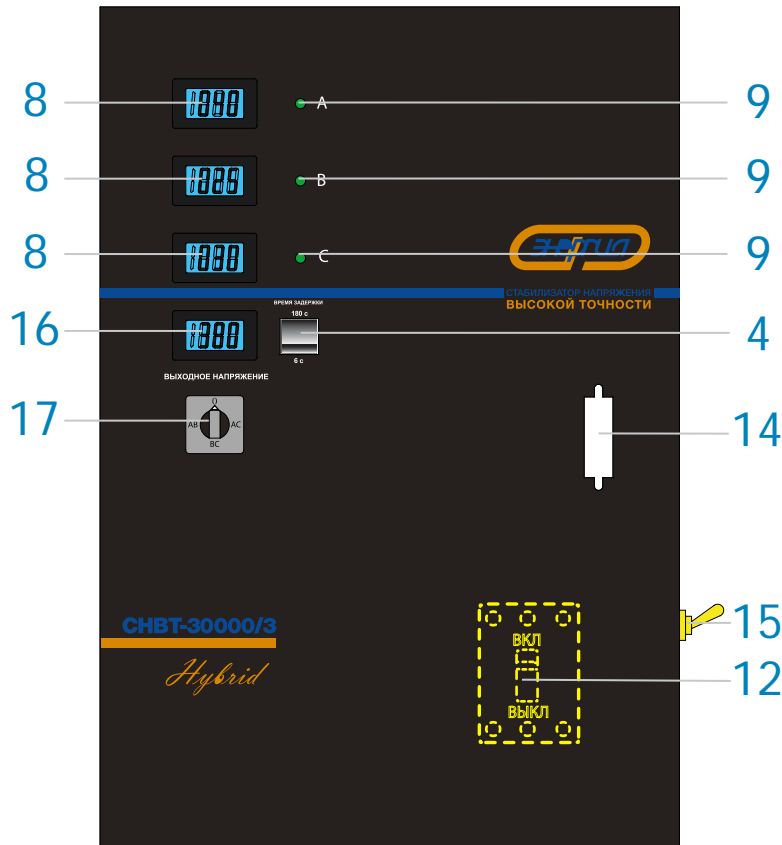 8 A 9
8 B 9
8 C 9
ЭНЕРГИЯ
СТАБИЛИЗАТОР НАПРЯЖЕНИЯ
ВЫСОКОЙ ТОЧНОСТИ
ВРЕМЯ ЗАДЕРЖКИ
180 с
16 4
6 с
ВЫХОДНОЕ НАПРЯЖЕНИЕ
0
17 AB AC 14
BC
СНВТ-30000/3
Hybrid
ВКЛ
15
12
ВЫКЛ